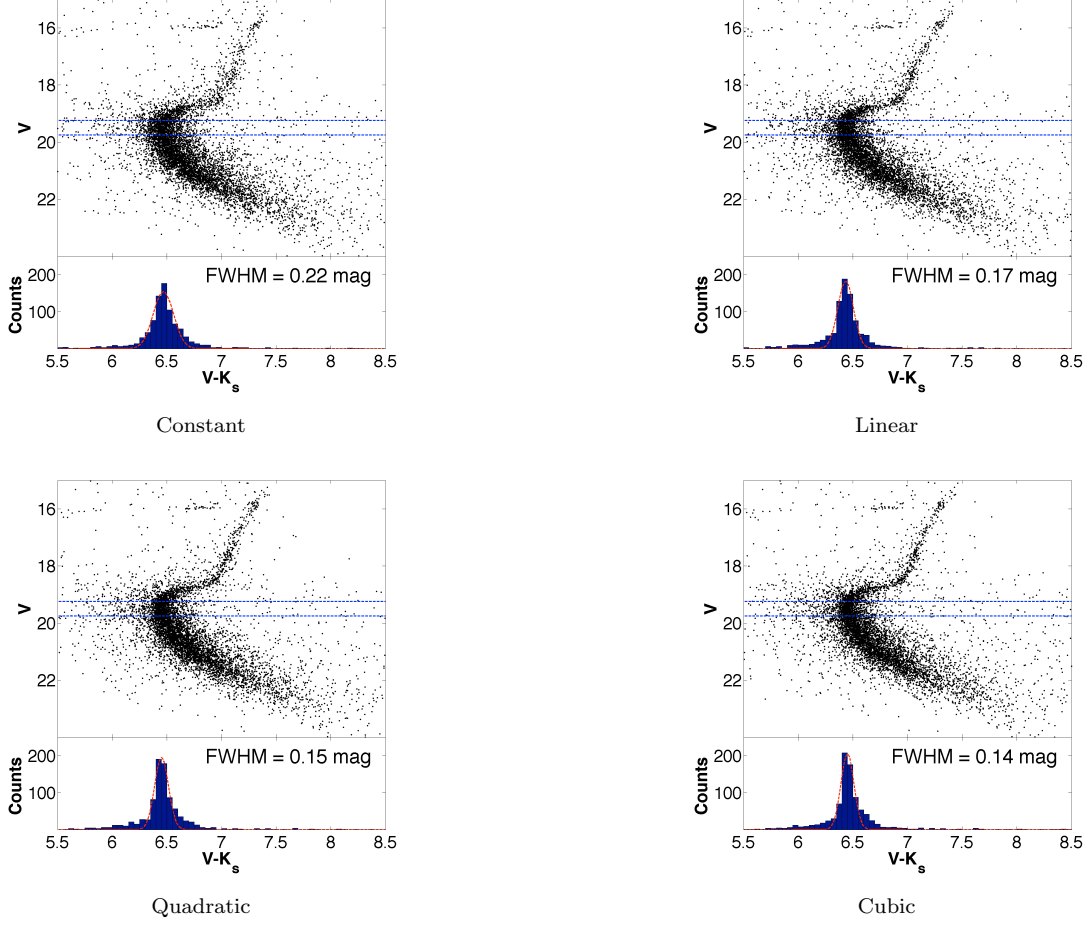 16
18
20
22
V
200
100
Counts
FWHM = 0.22 mag
5.5 6 6.5 7 7.5 8 8.5
V-Ks
Constant
16
18
20
22
V
200
100
Counts
FWHM = 0.17 mag
5.5 6 6.5 7 7.5 8 8.5
V-Ks
Linear
16
18
20
22
V
200
100
Counts
FWHM = 0.15 mag
5.5 6 6.5 7 7.5 8 8.5
V-Ks
Quadratic
16
18
20
22
V
200
100
Counts
FWHM = 0.14 mag
5.5 6 6.5 7 7.5 8 8.5
V-Ks
Cubic